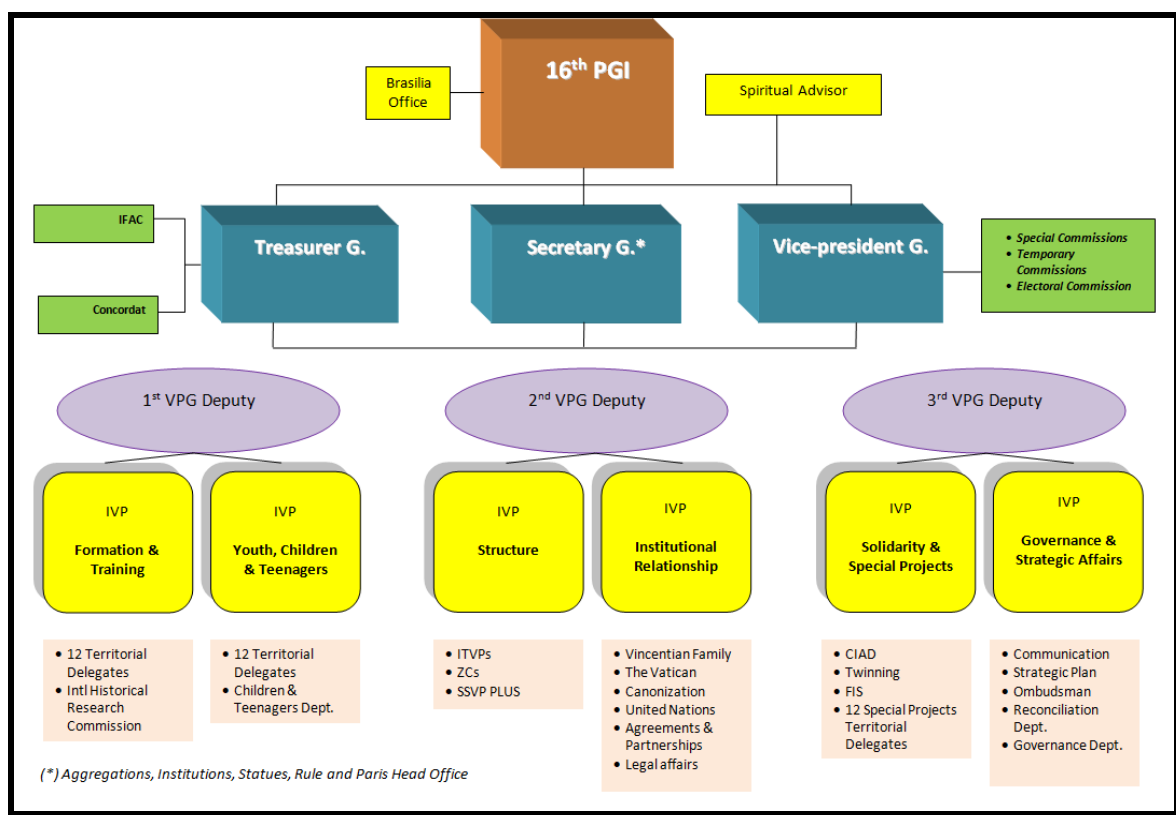 16th PGI
Brasilia
Office
Spiritual Advisor
IFAC
Concordat
Treasurer G.
Secretary G.*
Vice-president G.
• Special Commissions
• Temporary
Commissions
• Electoral Commission
1st VPG Deputy
2nd VPG Deputy
3rd VPG Deputy
IVP
Formation &
Training
IVP
Youth, Children
& Teenagers
IVP
Structure
IVP
Institutional
Relationship
IVP
Solidarity &
Special Projects
IVP
Governance &
Strategic Affairs
• 12 Territorial
Delegates
• Intl Historical
Research
Commission
• 12 Territorial
Delegates
• Children &
Teenagers Dept.
• ITVPs
• ZCs
• SSVP PLUS
• Vincentian Family
• The Vatican
• Canonization
• United Nations
• Agreements &
Partnerships
• Legal affairs
• CIAD
• Twinning
• FIS
• 12 Special Projects
Territorial
Delegates
• Communication
• Strategic Plan
• Ombudsman
• Reconciliation
Dept.
• Governance Dept.
(*) Aggregations, Institutions, Statues, Rule and Paris Head Office